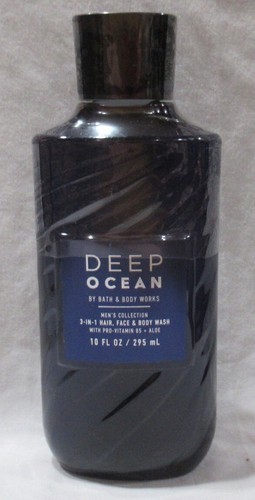 DEEP
OCEAN
BY BATH & BODY WORKS
MEN'S COLLECTION
3-IN-1 HAIR, FACE & BODY WASH
WITH PRO-VITAMIN B5 + ALOE
10 FL OZ / 295 mL